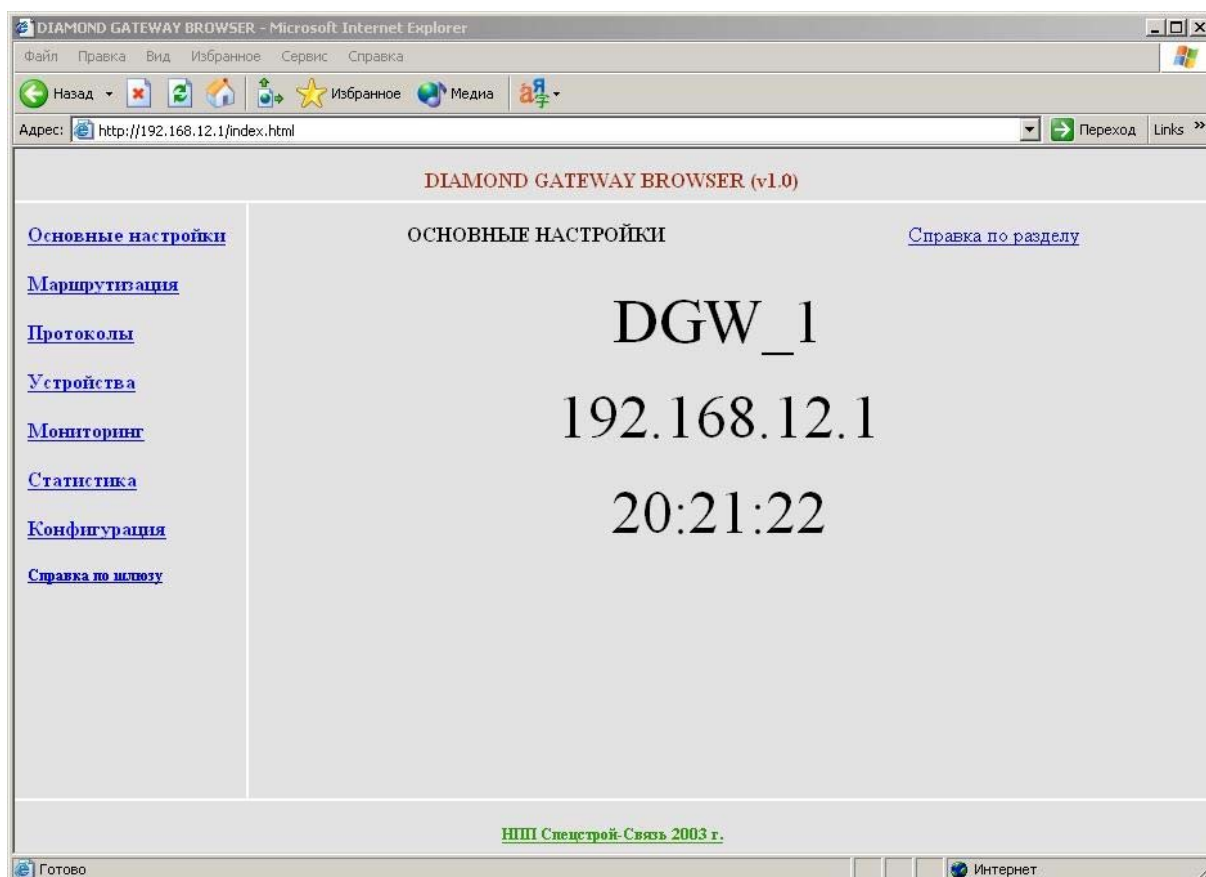 DIAMOND GATEWAY BROWSER - Microsoft Internet Explorer
Файл Правка Вид Избранное Сервис Справка
Назад Избранное Медиа
Адрес: http://192.168.12.1/index.html Переход Links »
DIAMOND GATEWAY BROWSER (v1.0)
Основные настройки
Маршрутизация
Протоколы
Устройства
Мониторинг
Статистика
Конфигурация
Справка по шлюзу
ОСНОВНЫЕ НАСТРОЙКИ Справка по разделу
DGW_1
192.168.12.1
20:21:22
НПП Спецстрой-Связь 2003 г.
Готово Интернет